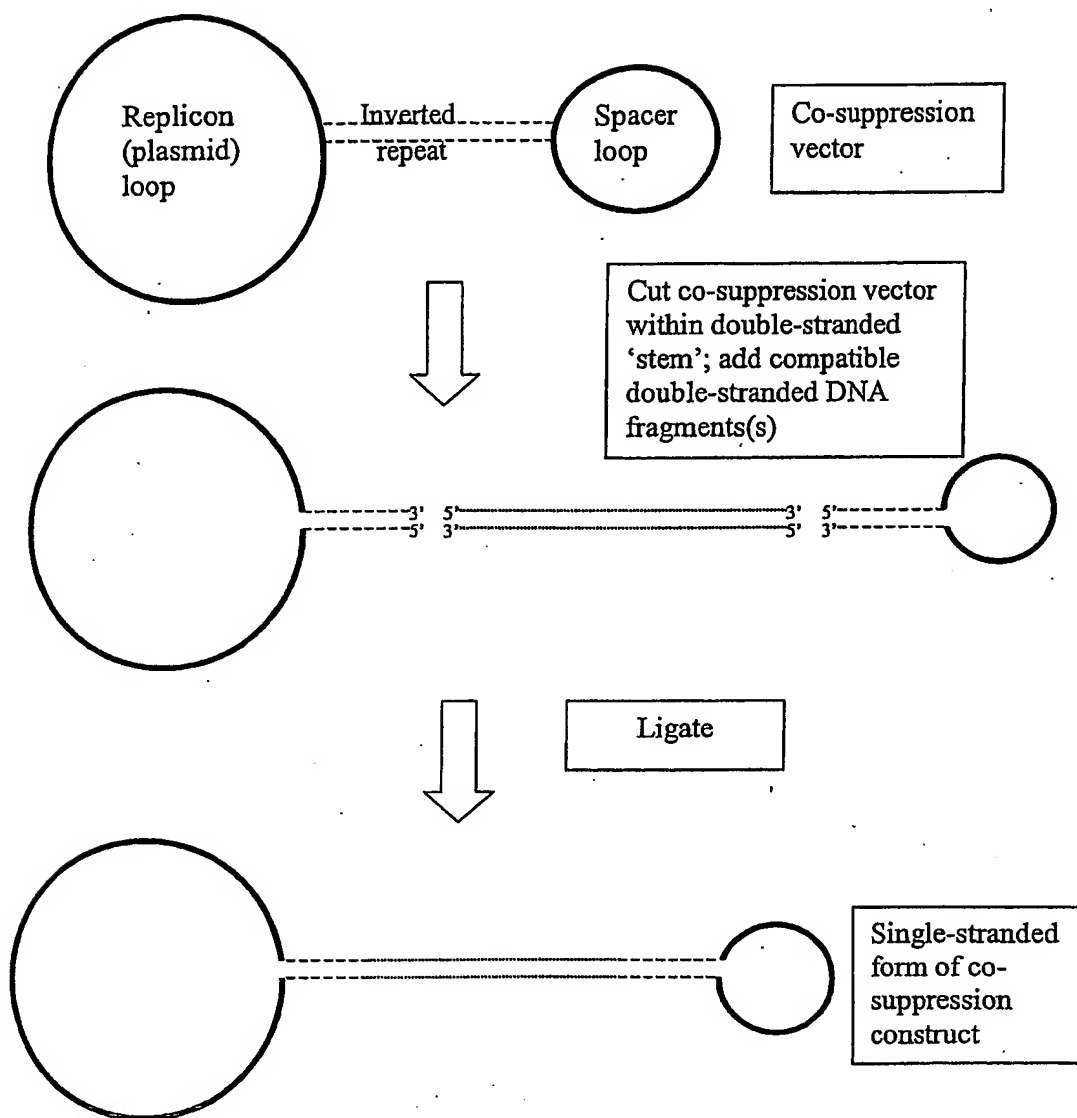 Replicon
(plasmid)
loop
Inverted
repeat
Spacer
loop
Co-suppression
vector
Cut co-suppression vector
within double-stranded
‘stem’; add compatible
double-stranded DNA
fragments(s)
3' 5' 3' 5'
5' 3' 5' 3'
Ligate
Single-stranded
form of co-
suppression
construct